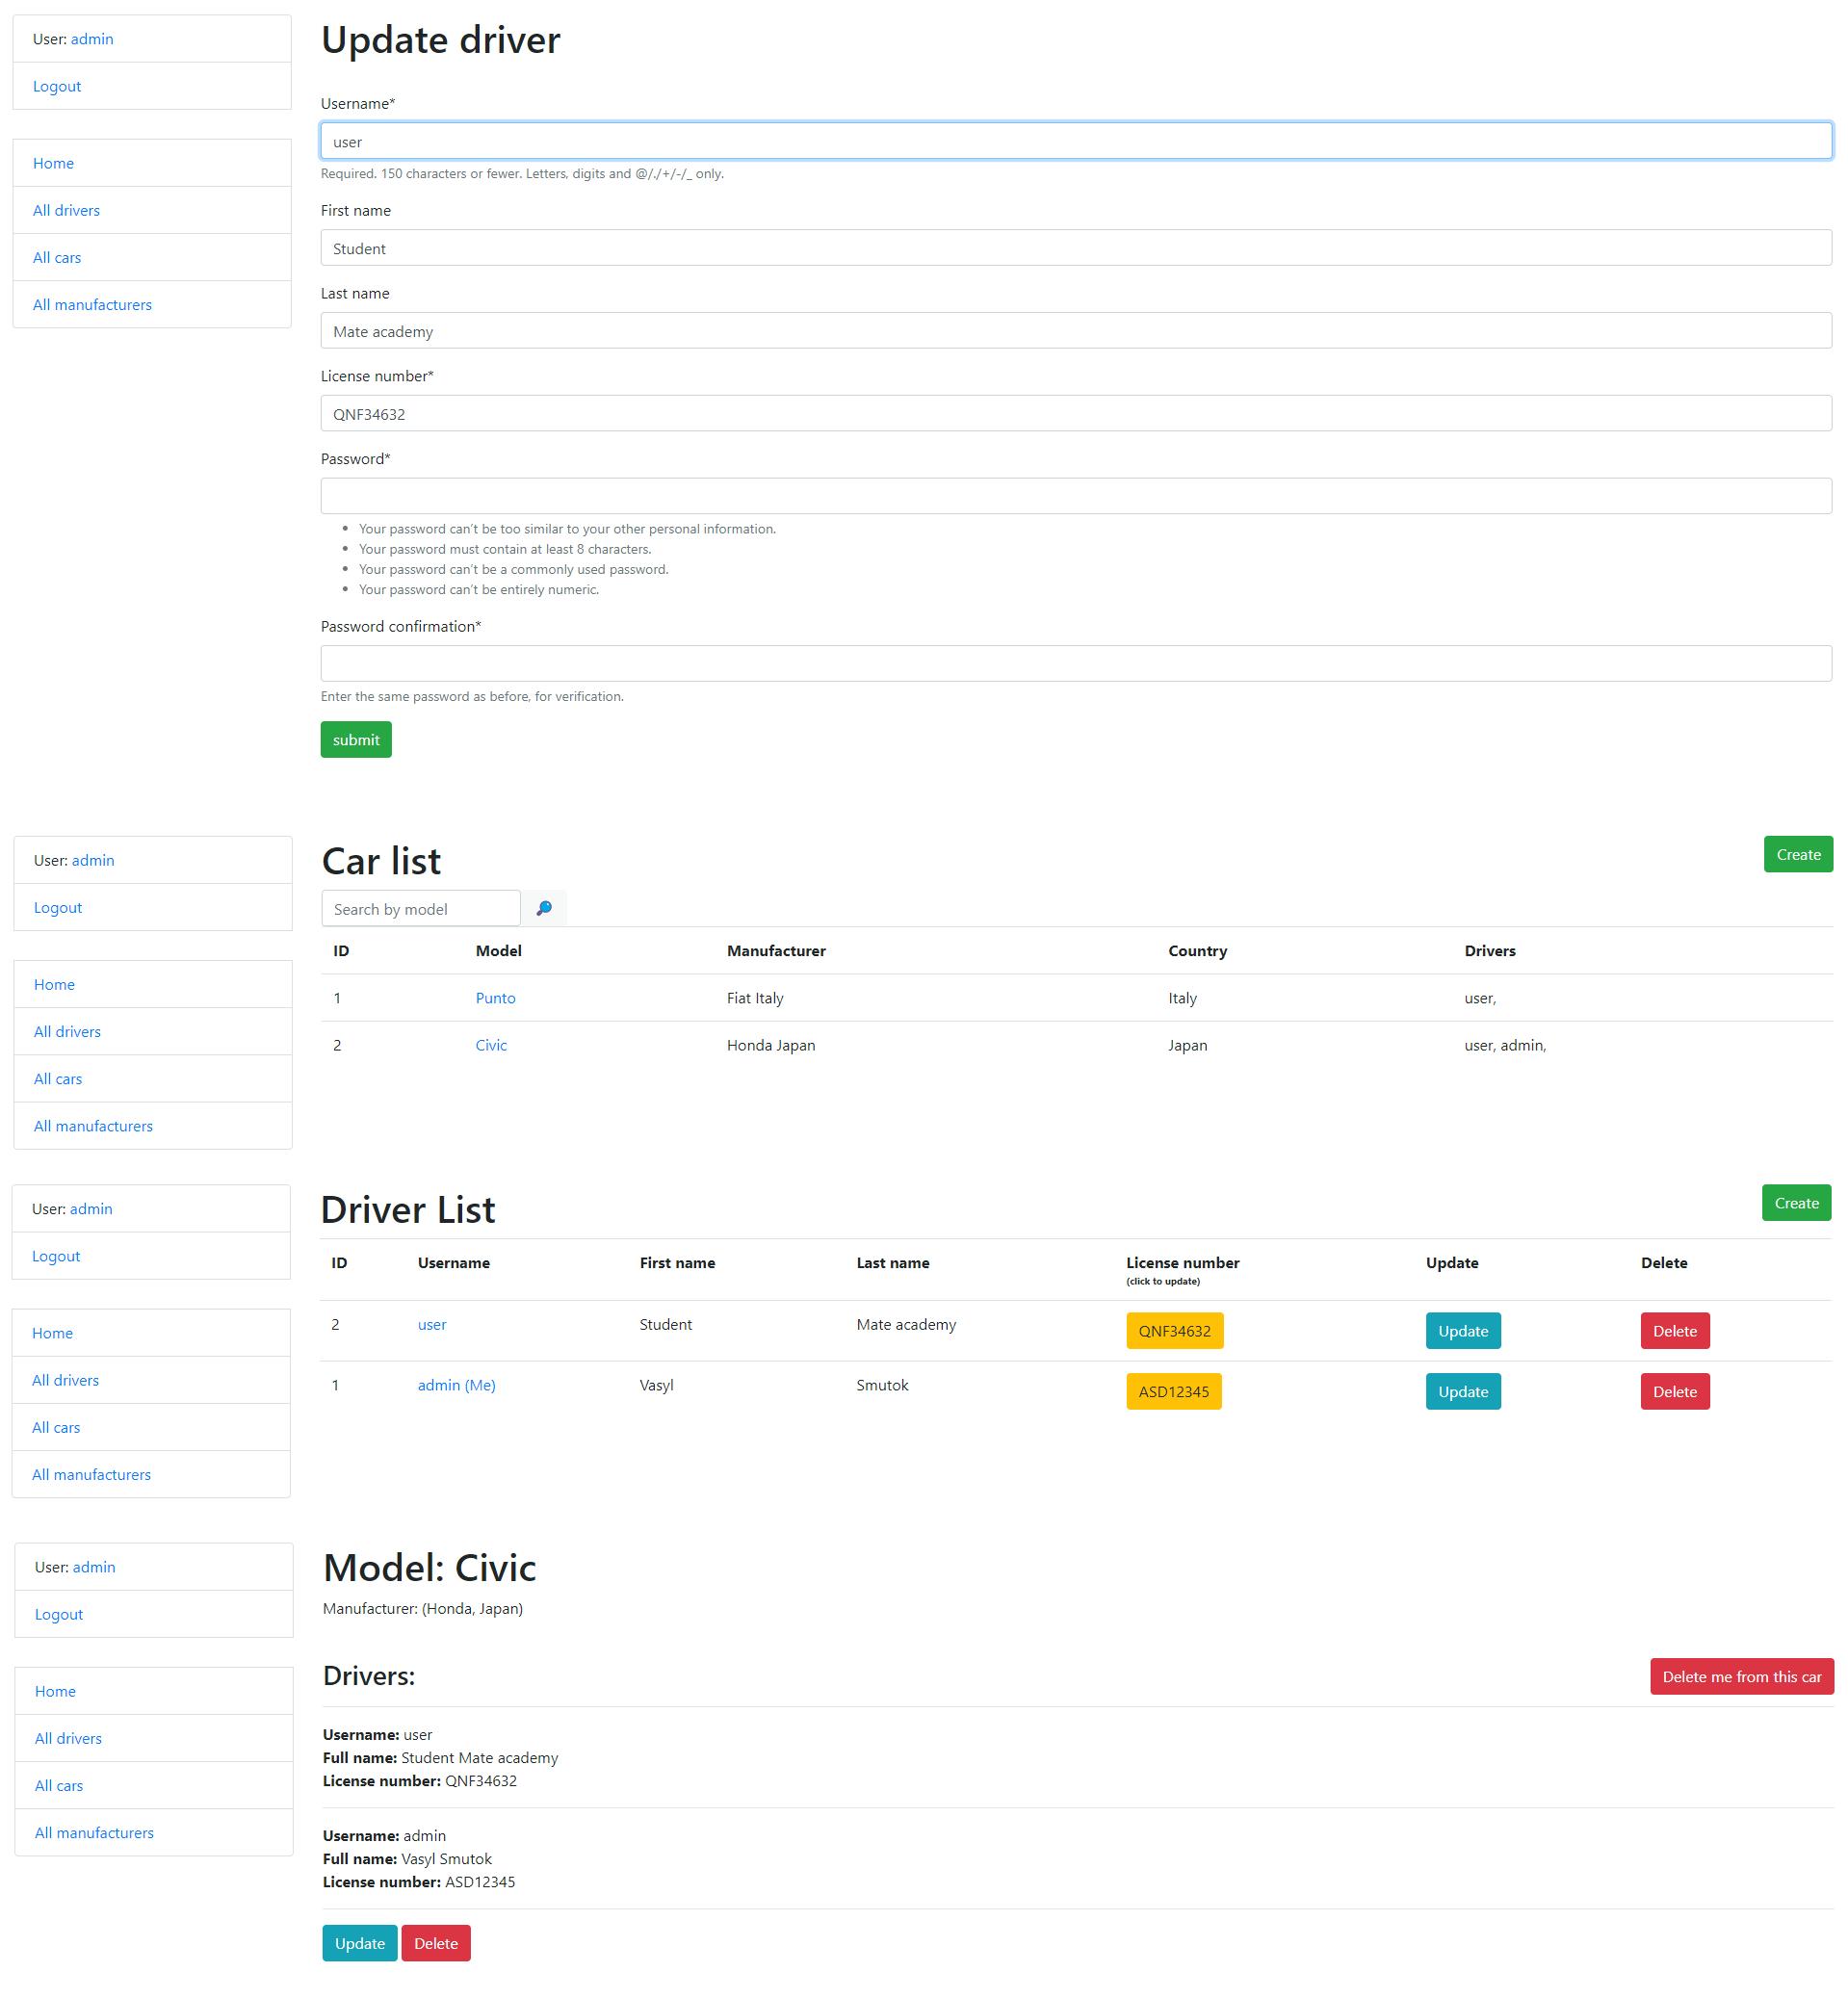 User: admin
Logout
Home
All drivers
All cars
All manufacturers
Update driver
Username*
user
Required. 150 characters or fewer. Letters, digits and @/./+/-/_ only.
First name
Student
Last name
Mate academy
License number*
QNF34632
Password*
Your password can't be too similar to your other personal information.
Your password must contain at least 8 characters.
Your password can't be a commonly used password.
Your password can't be entirely numeric.
Password confirmation*
Enter the same password as before, for verification.
submit
User: admin
Logout
Home
All drivers
All cars
All manufacturers
Car list
Create
Search by model
ID Model Manufacturer Country Drivers
1 Punto Fiat Italy Italy user,
2 Civic Honda Japan Japan user, admin,
User: admin
Logout
Home
All drivers
All cars
All manufacturers
Driver List
Create
ID Username First name Last name License number Update Delete
(click to update)
2 user Student Mate academy QNF34632 Update Delete
1 admin (Me) Vasyl Smutok ASD12345 Update Delete
User: admin
Logout
Home
All drivers
All cars
All manufacturers
Model: Civic
Manufacturer: (Honda, Japan)
Drivers:
Delete me from this car
Username: user
Full name: Student Mate academy
License number: QNF34632
Username: admin
Full name: Vasyl Smutok
License number: ASD12345
Update Delete